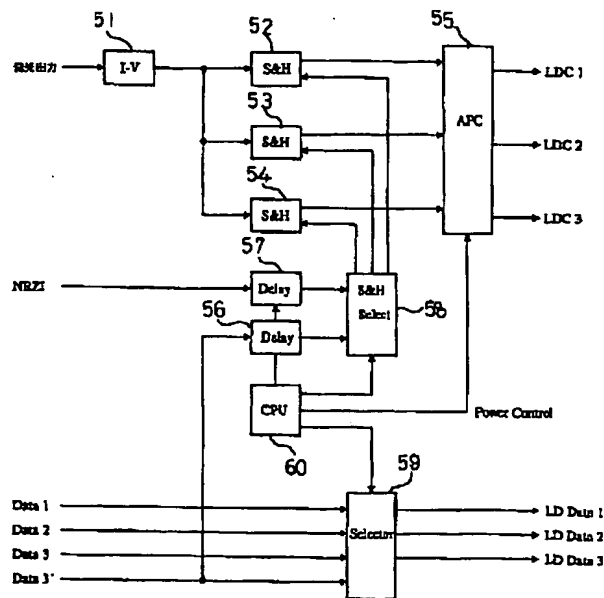 51
I-V
52
S&H
53
S&H
54
S&H
55
APC
LDC 1
LDC 2
LDC 3
NRZI
57
Delay
56
Delay
S&H
Select
58
CPU
60
Power Control
59
Selector
Data 1
Data 2
Data 3
Data 3'
LD Data 1
LD Data 2
LD Data 3